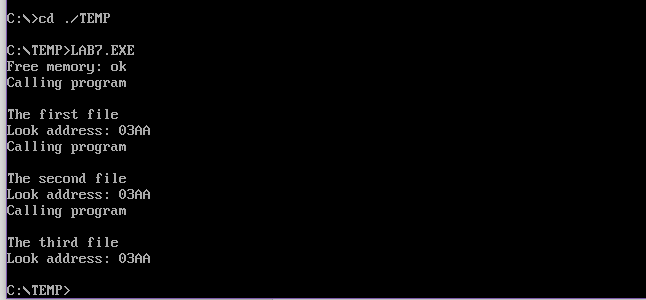 C:\>cd ./TEMP
C:\TEMP>LAB7.EXE
Free memory: ok
Calling program
The first file
Look address: 03AA
Calling program
The second file
Look address: 03AA
Calling program
The third file
Look address: 03AA
C:\TEMP>